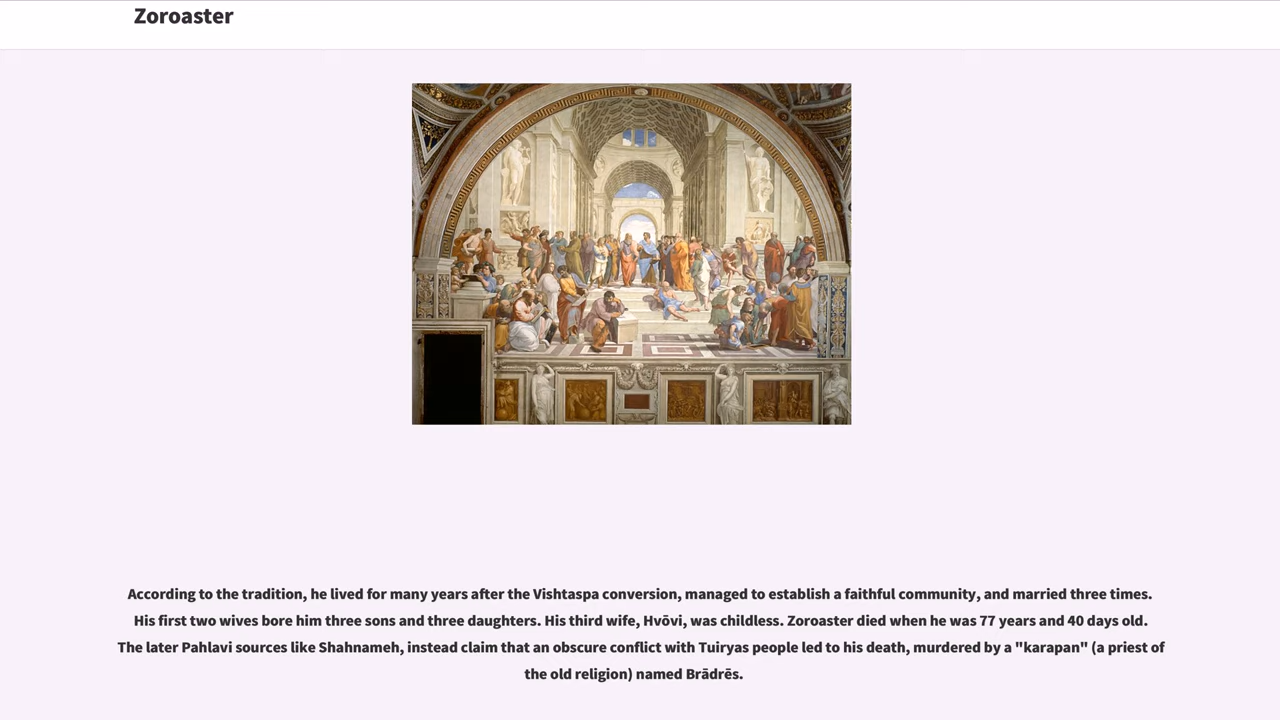 Zoroaster
According to the tradition, he lived for many years after the Vishtaspa conversion, managed to establish a faithful community, and married three times.
His first two wives bore him three sons and three daughters. His third wife, Hvōvi, was childless. Zoroaster died when he was 77 years and 40 days old.
The later Pahlavi sources like Shahnameh, instead claim that an obscure conflict with Tuiryas people led to his death, murdered by a "karapan" (a priest of
the old religion) named Brādrēs.